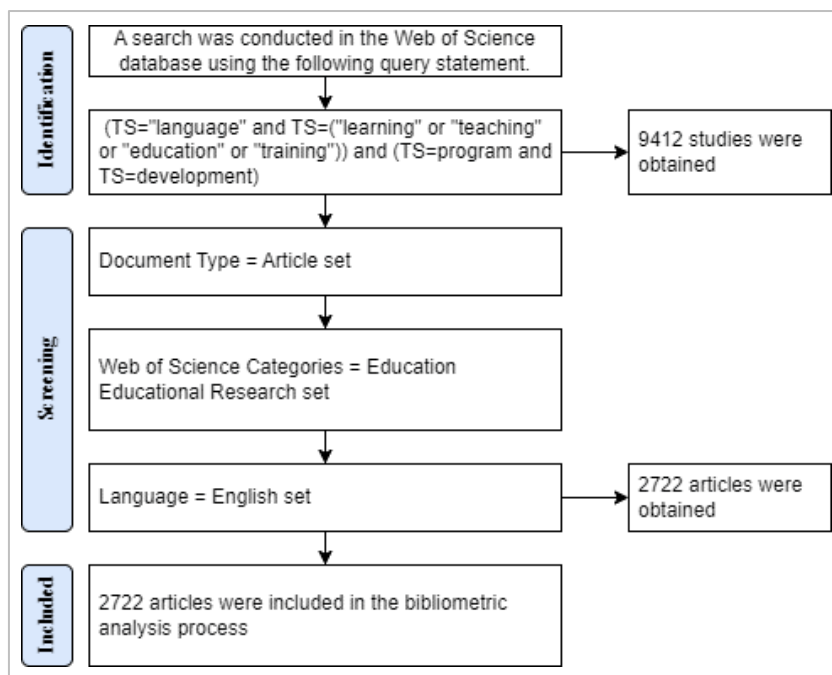 Identification
A search was conducted in the Web of Science
database using the following query statement.
(TS="language" and TS=("learning" or "teaching"
or "education" or "training")) and (TS=program and
TS=development)
9412 studies were
obtained
Screening
Document Type = Article set
Web of Science Categories = Education
Educational Research set
Language = English set
2722 articles were
obtained
Included
2722 articles were included in the bibliometric
analysis process